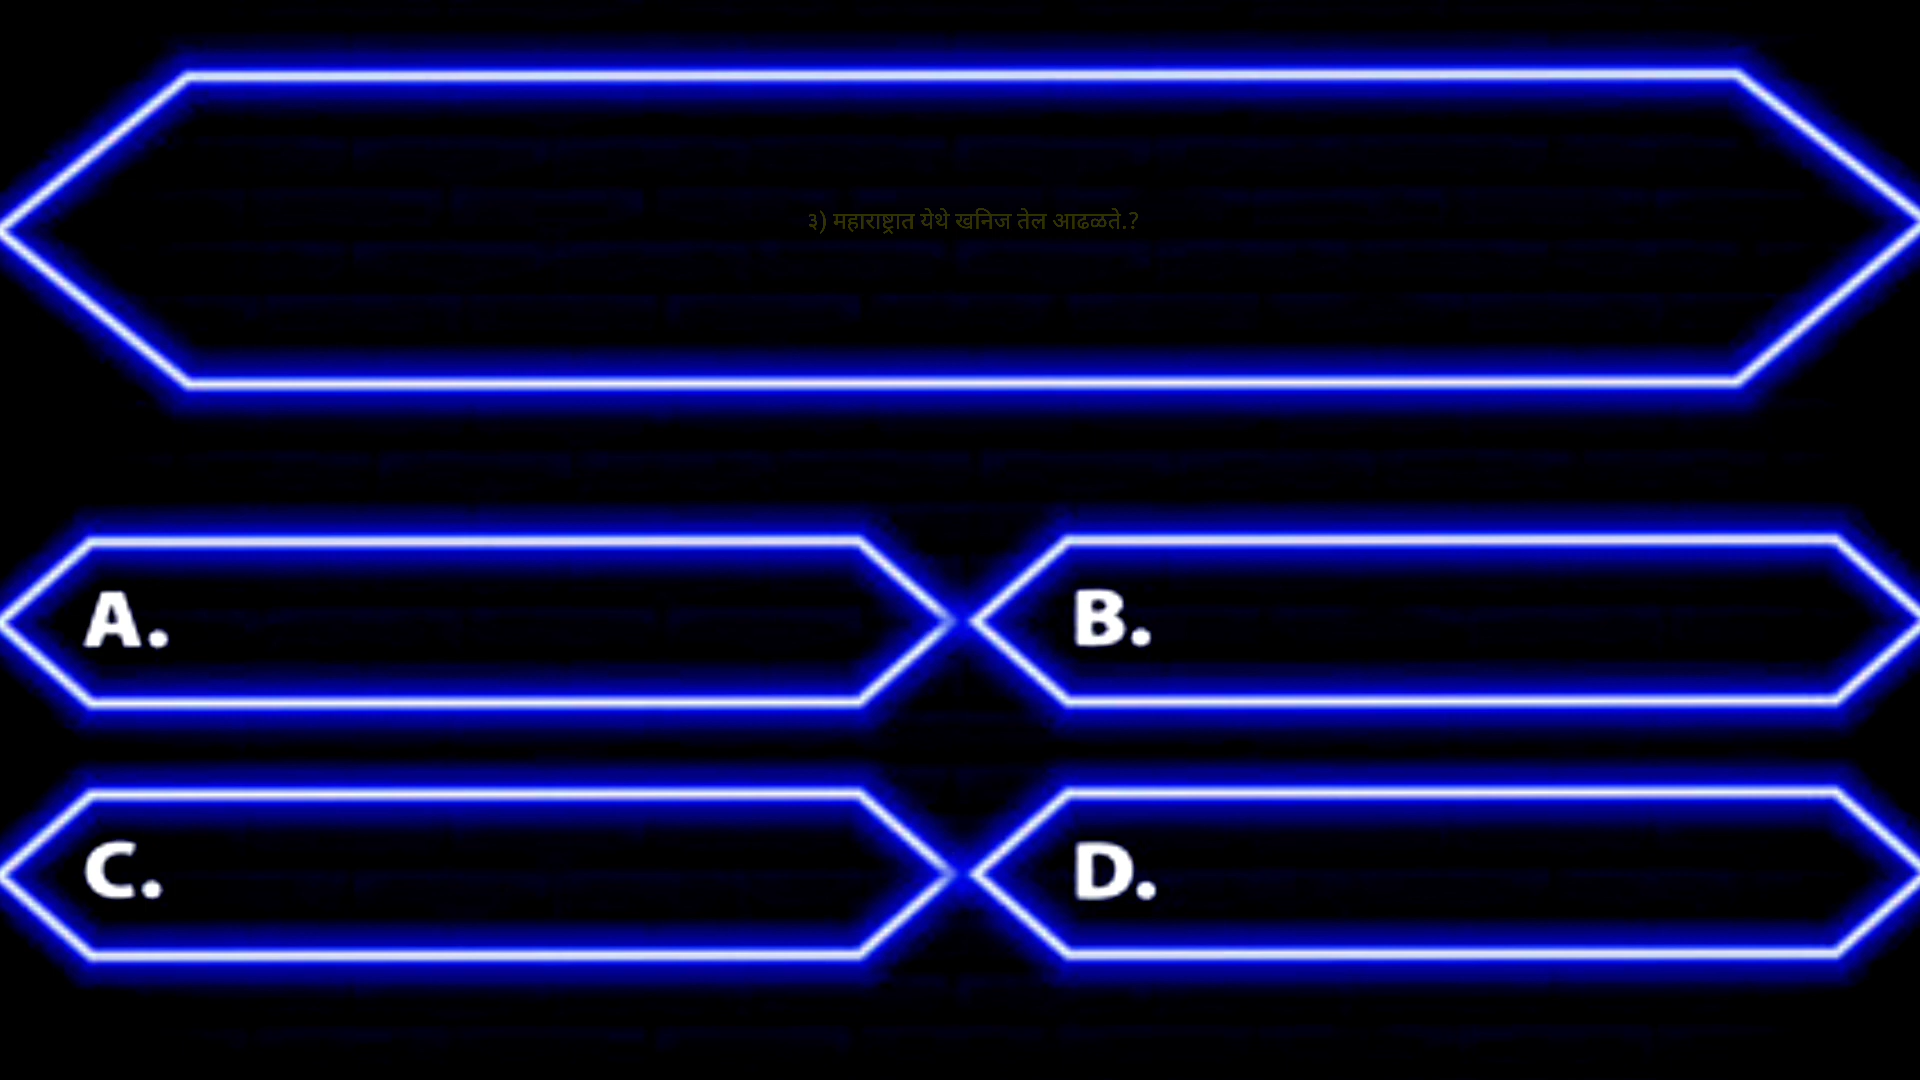 ३) महाराष्ट्रात येथे खनिज तेल आढळते.?
A.
B.
C.
D.